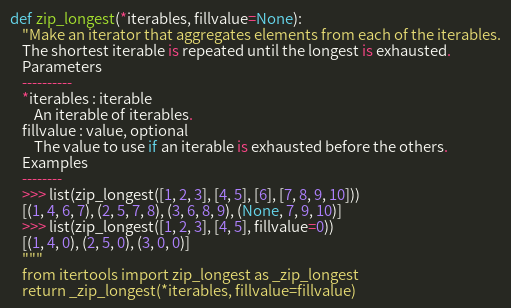 def zip_longest(*iterables, fillvalue=None):
"Make an iterator that aggregates elements from each of the iterables.
The shortest iterable is repeated until the longest is exhausted.
Parameters
----------
*iterables : iterable
An iterable of iterables.
fillvalue : value, optional
The value to use if an iterable is exhausted before the others.
Examples
--------
>>> list(zip_longest([1, 2, 3], [4, 5], [6], [7, 8, 9, 10]))
[(1, 4, 6, 7), (2, 5, 7, 8), (3, 6, 8, 9), (None, 7, 9, 10)]
>>> list(zip_longest([1, 2, 3], [4, 5], fillvalue=0))
[(1, 4, 0), (2, 5, 0), (3, 0, 0)]
"""
from itertools import zip_longest as _zip_longest
return _zip_longest(*iterables, fillvalue=fillvalue)